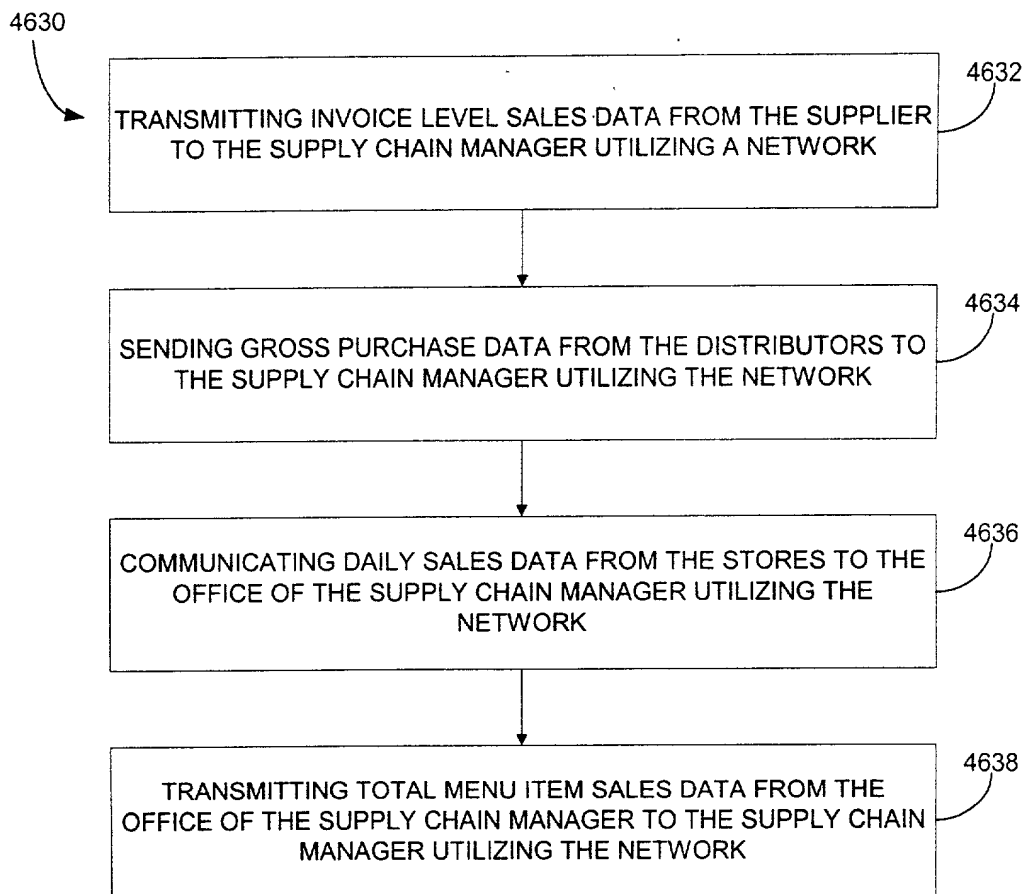 4630
4632
TRANSMITTING INVOICE LEVEL SALES DATA FROM THE SUPPLIER
TO THE SUPPLY CHAIN MANAGER UTILIZING A NETWORK
4634
SENDING GROSS PURCHASE DATA FROM THE DISTRIBUTORS TO
THE SUPPLY CHAIN MANAGER UTILIZING THE NETWORK
4636
COMMUNICATING DAILY SALES DATA FROM THE STORES TO THE
OFFICE OF THE SUPPLY CHAIN MANAGER UTILIZING THE
NETWORK
4638
TRANSMITTING TOTAL MENU ITEM SALES DATA FROM THE
OFFICE OF THE SUPPLY CHAIN MANAGER TO THE SUPPLY CHAIN
MANAGER UTILIZING THE NETWORK